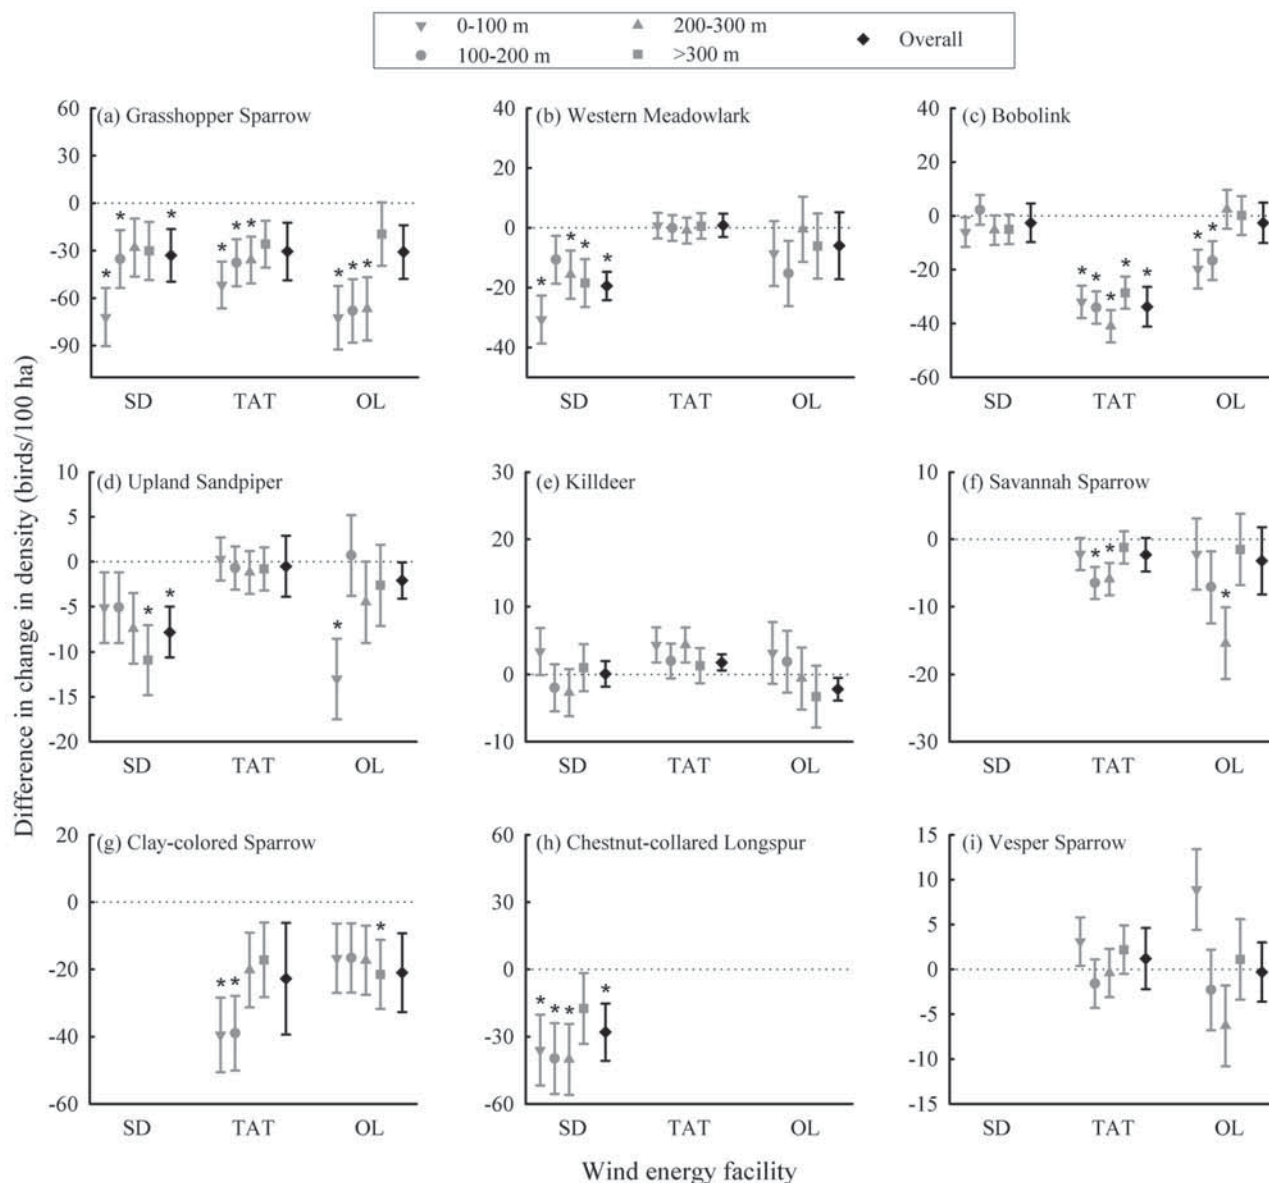 0-100 m 200-300 m Overall
100-200 m >300 m
Difference in change in density (birds/100 ha)
(a) Grasshopper Sparrow
60
30
0
-30
-60
-90
* * * * * * * * *
SD TAT OL
(b) Western Meadowlark
40
20
0
-20
-40
* * * *
SD TAT OL
(c) Bobolink
40
20
0
-20
-40
-60
* * * * * * *
SD TAT OL
(d) Upland Sandpiper
10
5
0
-5
-10
-15
-20
* * *
SD TAT OL
(e) Killdeer
30
20
10
0
-10
SD TAT OL
(f) Savannah Sparrow
10
0
-10
-20
-30
* * *
SD TAT OL
(g) Clay-colored Sparrow
20
0
-20
-40
-60
* * *
SD TAT OL
(h) Chestnut-collared Longspur
60
30
0
-30
-60
* * * *
SD TAT OL
(i) Vesper Sparrow
15
10
5
0
-5
-10
-15
SD TAT OL
Wind energy facility